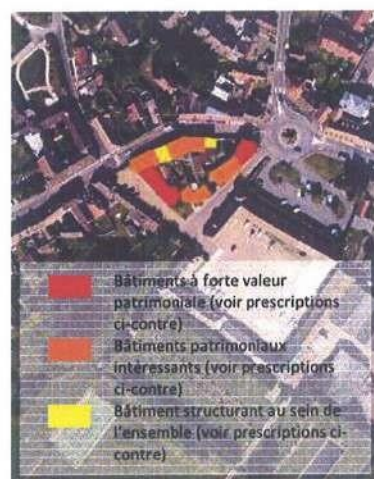 Bâtiments à forte valeur
patrimoniale (voir prescriptions
ci-contre)
Bâtiments patrimoniaux
intéressants (voir prescriptions
ci-contre)
Bâtiment structurant au sein de
l'ensemble (voir prescriptions ci-
contre)